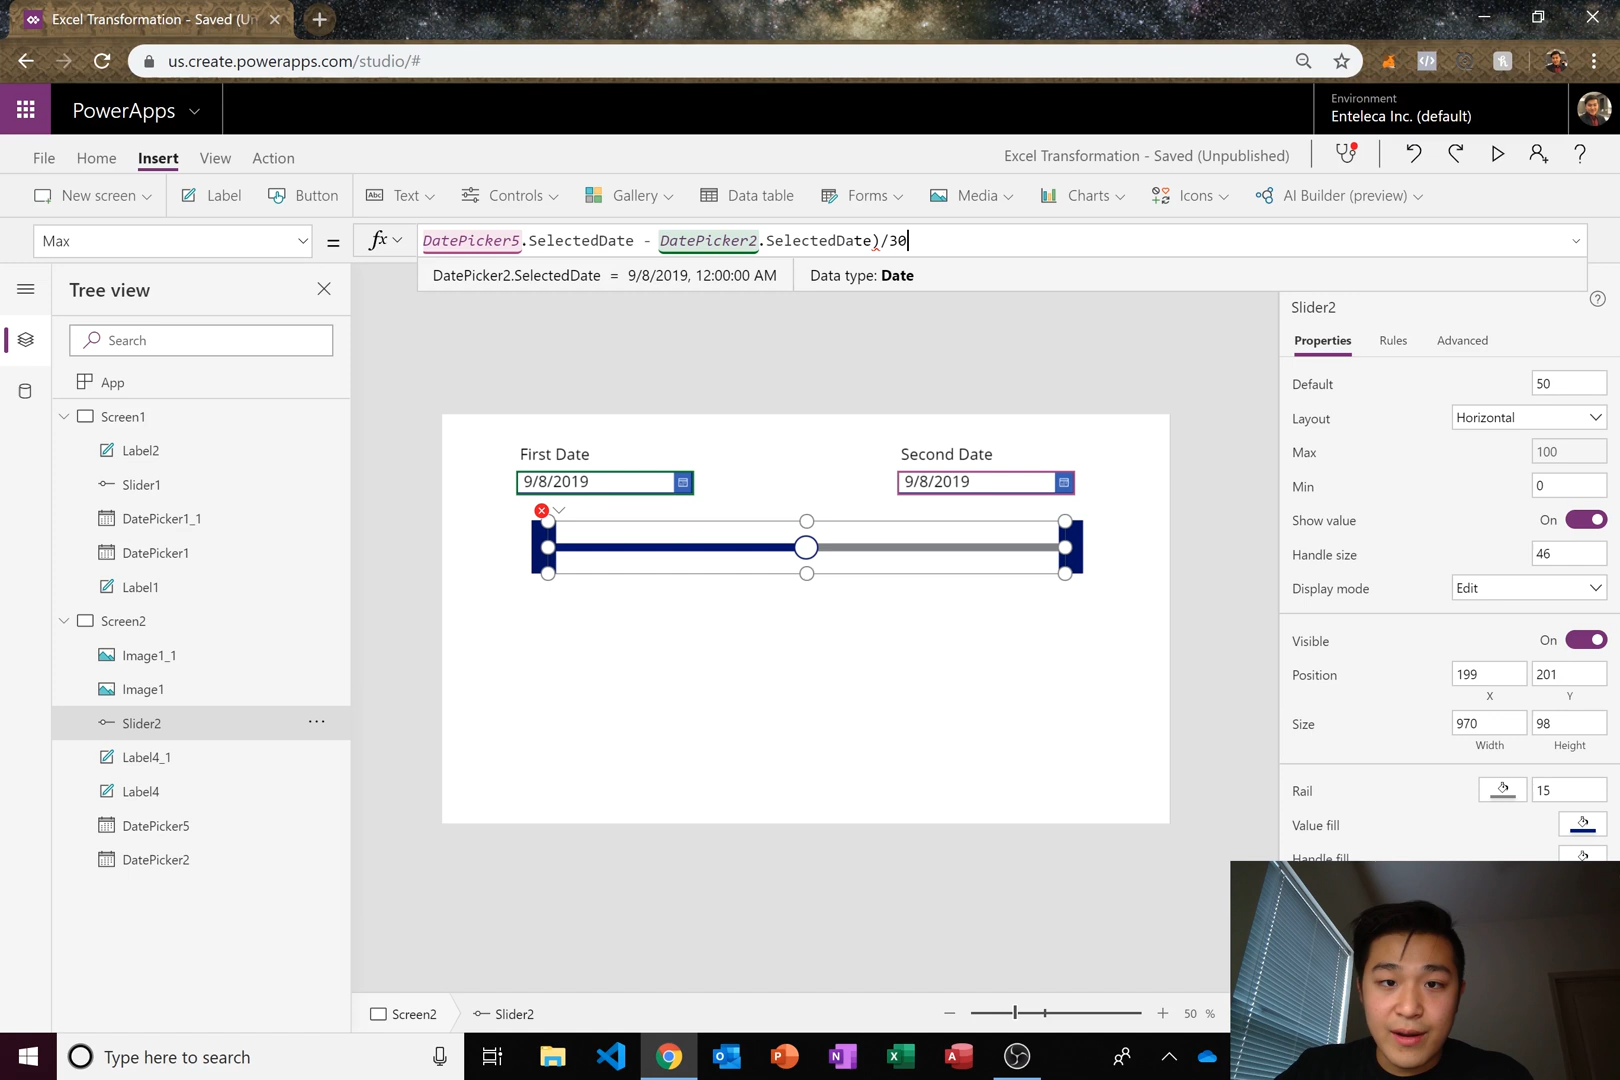 Excel Transformation - Saved (Un
us.create.powerapps.com/studio/#
PowerApps
Environment
Enteleca Inc. (default)
File
Home
Insert
View
Action
Excel Transformation - Saved (Unpublished)
New screen
Label
Button
Text
Controls
Gallery
Data table
Forms
Media
Charts
Icons
AI Builder (preview)
Max
=
fx
DatePicker5.SelectedDate - DatePicker2.SelectedDate)/30
DatePicker2.SelectedDate = 9/8/2019, 12:00:00 AM
Data type: Date
Tree view
Search
App
Screen1
Label2
Slider1
DatePicker1_1
DatePicker1
Label1
Screen2
Image1_1
Image1
Slider2
Label4_1
Label4
DatePicker5
DatePicker2
First Date
9/8/2019
Second Date
9/8/2019
Slider2
Properties
Rules
Advanced
Default
50
Layout
Horizontal
Max
100
Min
0
Show value
On
Handle size
46
Display mode
Edit
Visible
On
Position
199
201
X
Y
Size
970
98
Width
Height
Rail
15
Value fill
Handle fill
Screen2
Slider2
50 %
Type here to search